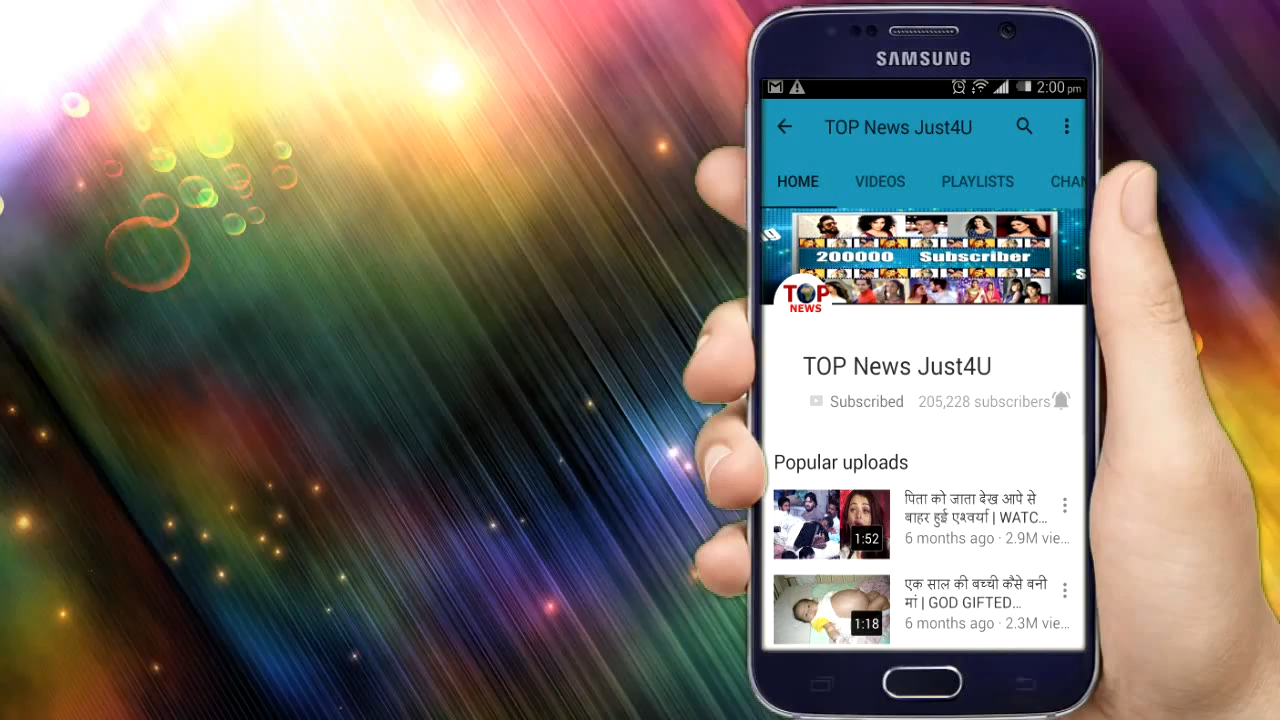 SAMSUNG
2:00 pm
TOP News Just4U
HOME VIDEOS PLAYLISTS CHAN
200000 Subscriber
TOP
NEWS
TOP News Just4U
Subscribed 205,228 subscribers
Popular uploads
पिता को जाता देख आपे से
बाहर हुई एश्वर्या | WATC...
1:52
6 months ago · 2.9M vie...
एक साल की बच्ची कैसे बनी
मां | GOD GIFTED...
1:18
6 months ago · 2.3M vie...